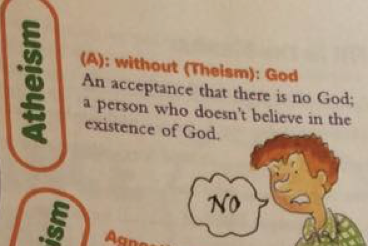 Atheism
(A): without (Theism): God
An acceptance that there is no God;
a person who doesn't believe in the
existence of God.
NO
ism